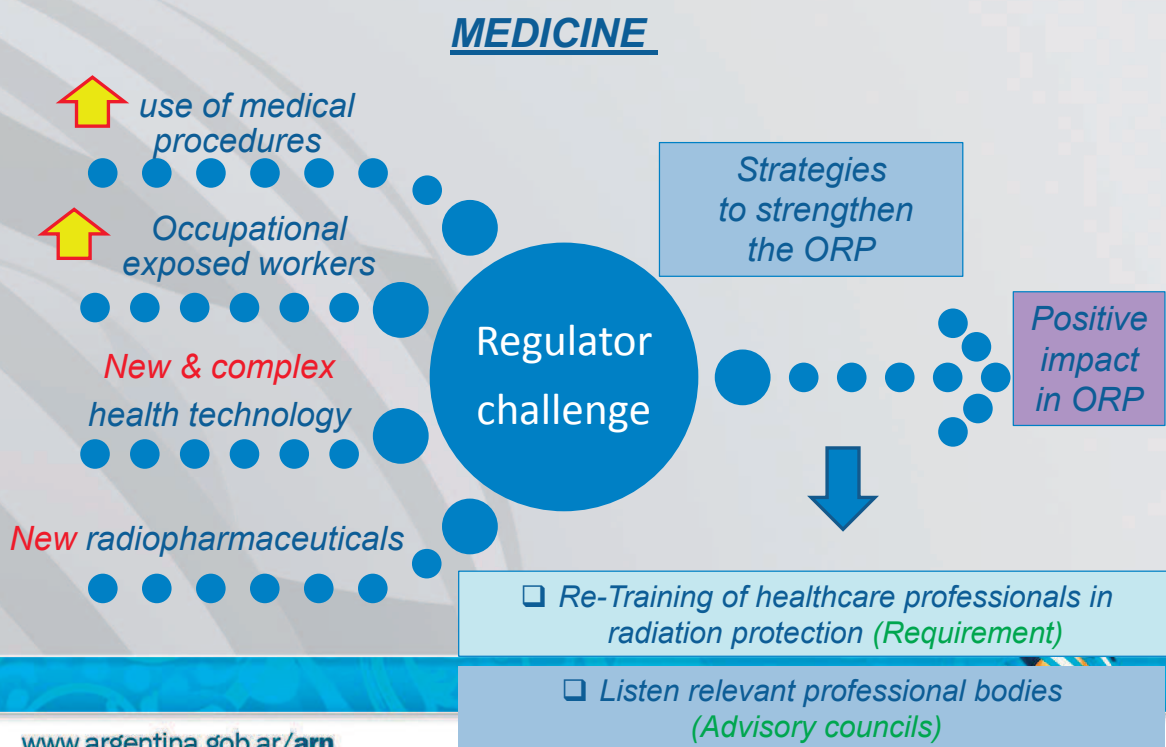 MEDICINE
use of medical
procedures
Occupational
exposed workers
New & complex
health technology
New radiopharmaceuticals
Regulator
challenge
Strategies
to strengthen
the ORP
Positive
impact
in ORP
❑ Re-Training of healthcare professionals in
radiation protection (Requirement)
❑ Listen relevant professional bodies
(Advisory councils)
www.argentina.gob.ar/arn